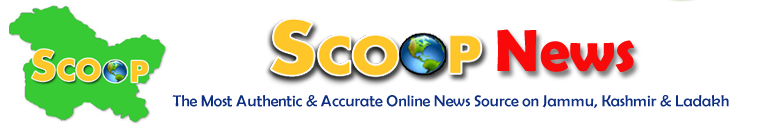 Scoop
Scoop News
The Most Authentic & Accurate Online News Source on Jammu, Kashmir & Ladakh